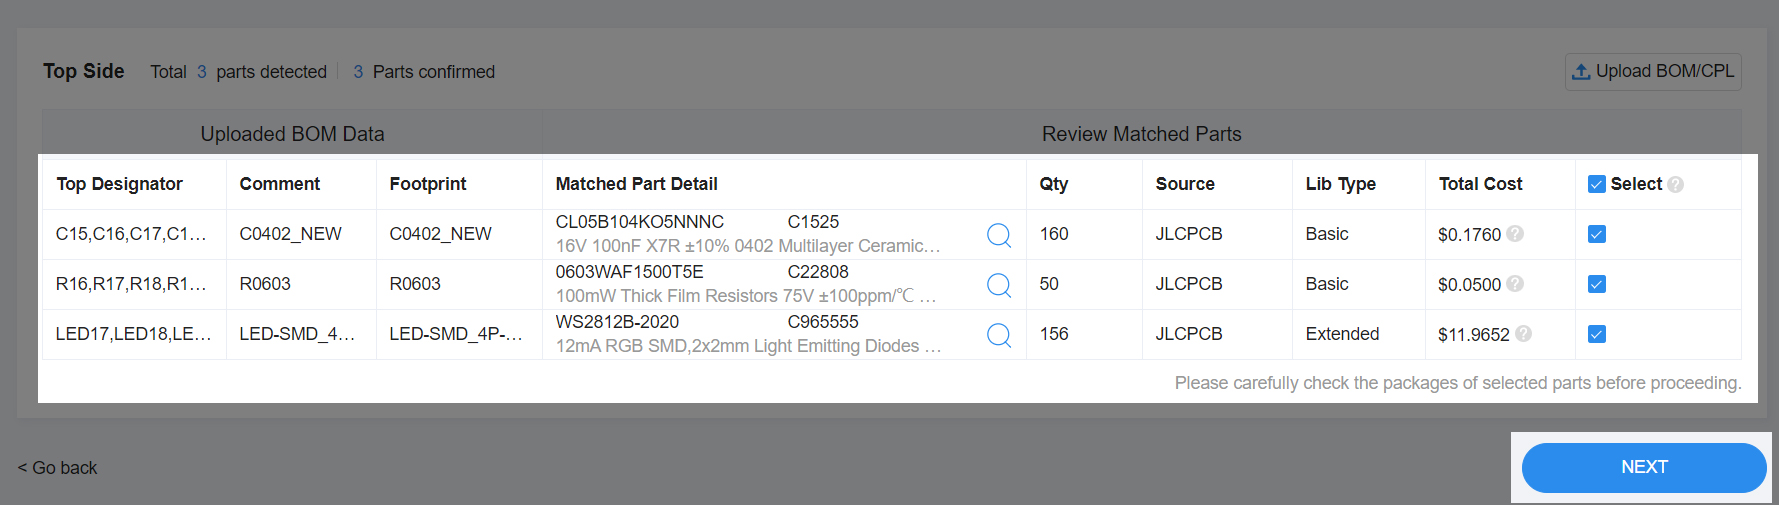 Top Side Total 3 parts detected 3 Parts confirmed Upload BOM/CPL
Uploaded BOM Data Review Matched Parts
Top Designator Comment Footprint Matched Part Detail Qty Source Lib Type Total Cost Select ?
C15,C16,C17,C1... C0402_NEW C0402_NEW CL05B104KO5NNNC C1525 160 JLCPCB Basic $0.1760 ?
16V 100nF X7R ±10% 0402 Multilayer Ceramic...
R16,R17,R18,R1... R0603 R0603 0603WAF1500T5E C22808 50 JLCPCB Basic $0.0500 ?
100mW Thick Film Resistors 75V ±100ppm/℃ ...
LED17,LED18,LE... LED-SMD_4... LED-SMD_4P-... WS2812B-2020 C965555 156 JLCPCB Extended $11.9652 ?
12mA RGB SMD,2x2mm Light Emitting Diodes ...
Please carefully check the packages of selected parts before proceeding.
< Go back NEXT